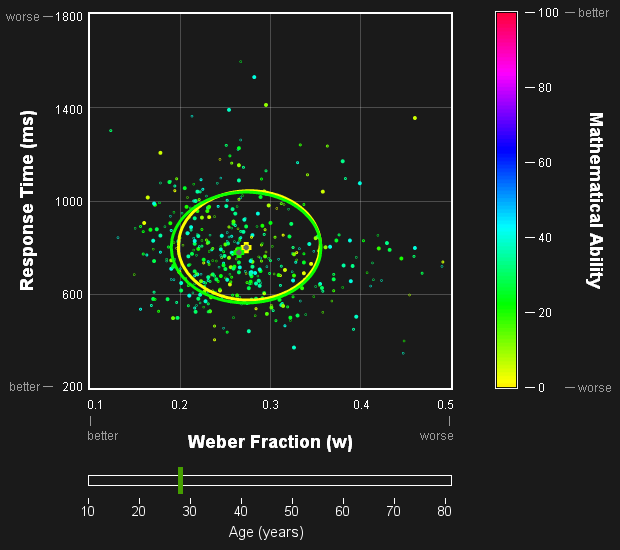 worse
1800
1400
1000
600
better
200
Response Time (ms)
0.1 0.2 0.3 0.4 0.5
better
worse
Weber Fraction (w)
10 20 30 40 50 60 70 80
Age (years)
100
better
80
60
40
20
0
worse
Mathematical Ability